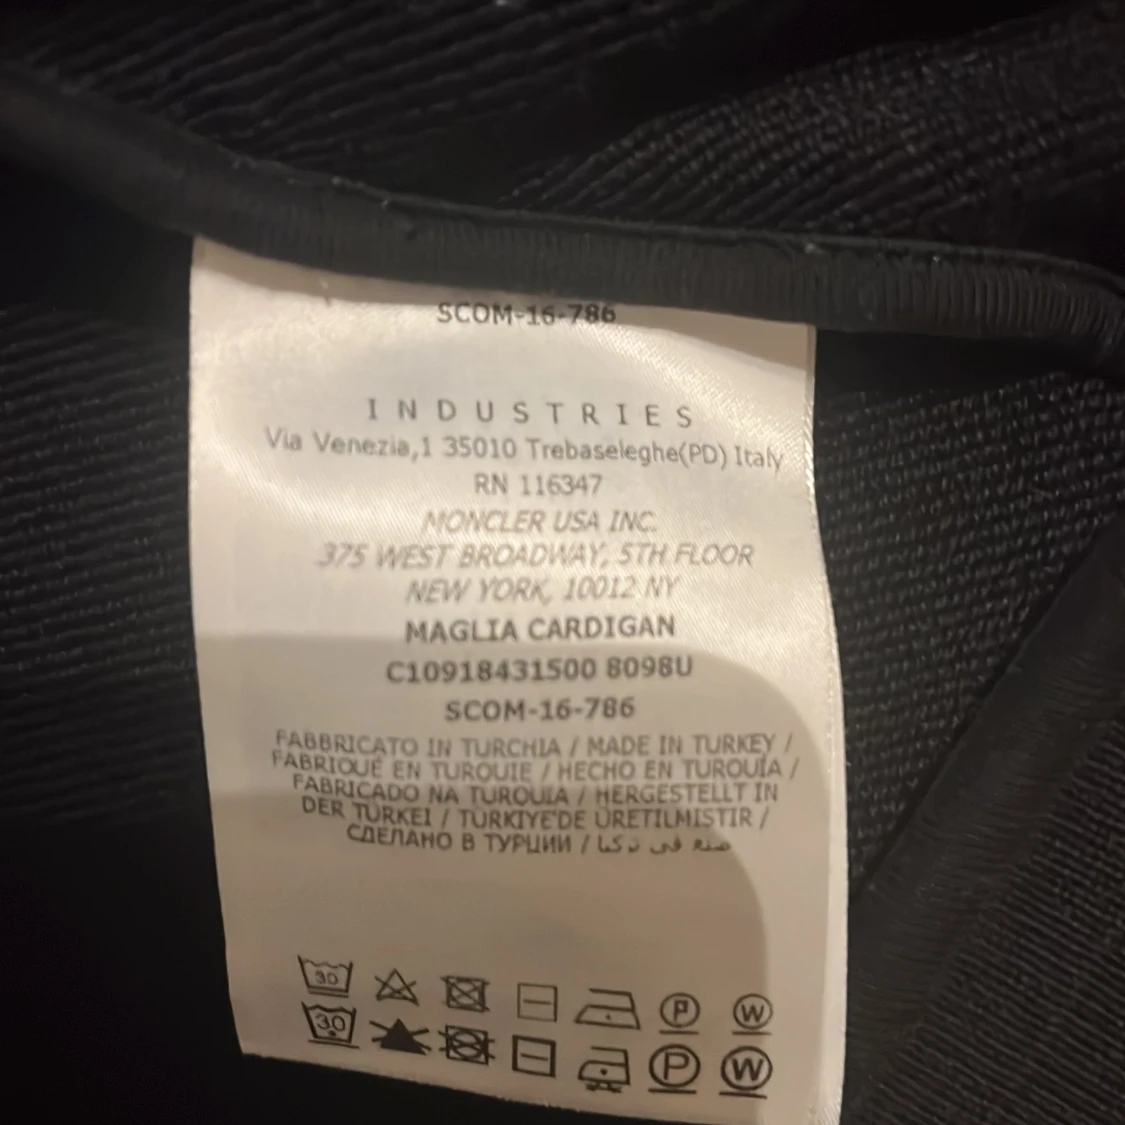 SCOM-16-786
INDUSTRIES
Via Venezia,1 35010 Trebaseleghe(PD) Italy
RN 116347
MONCLER USA INC.
375 WEST BROADWAY, 5TH FLOOR
NEW YORK, 10012 NY
MAGLIA CARDIGAN
C10918431500 8098U
SCOM-16-786
FABBRICATO IN TURCHIA / MADE IN TURKEY /
FABRIQUÉ EN TURQUIE / HECHO EN TURQUÍA /
FABRICADO NA TURQUIA / HERGESTELLT IN
DER TÜRKEI / TÜRKIYE'DE ÜRETILMISTIR /
СДЕЛАНО В ТУРЦИИ / صنع في تركيا
30 P W
30 P W